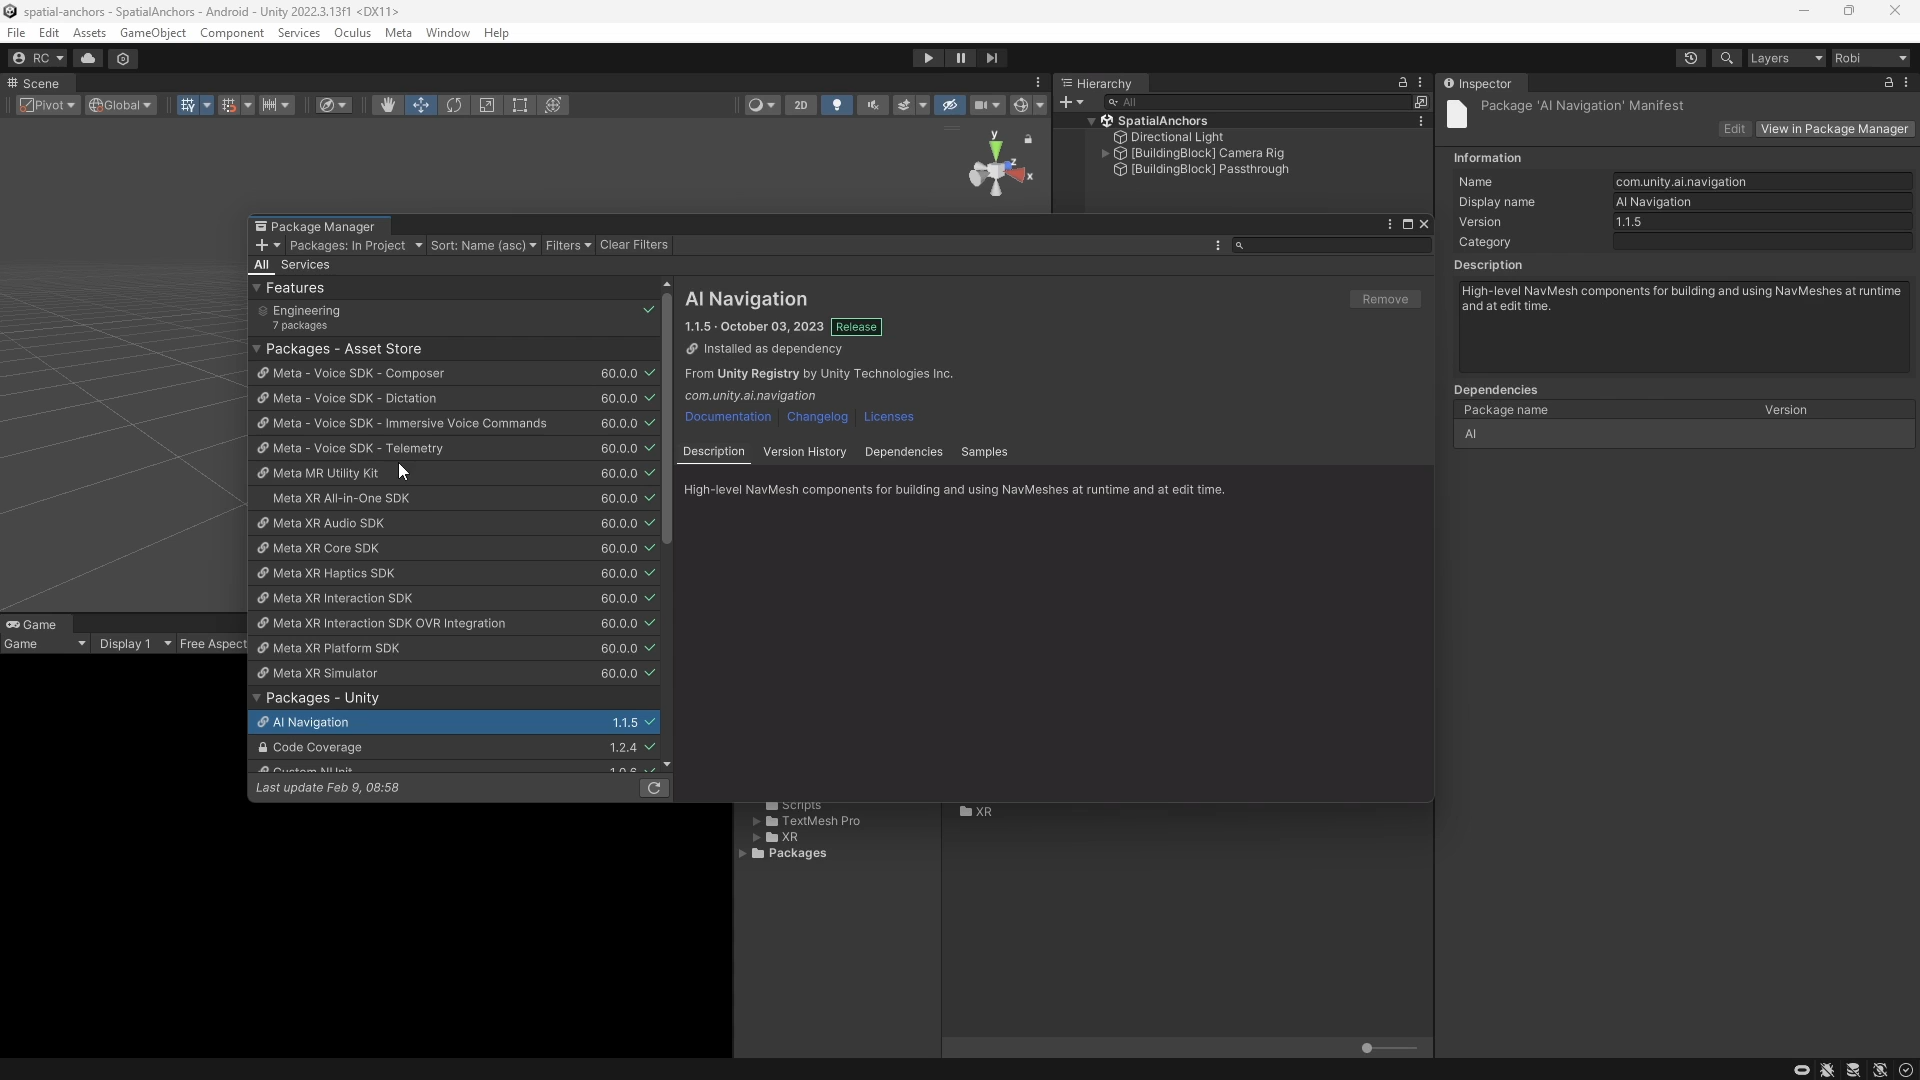 spatial-anchors - SpatialAnchors - Android - Unity 2022.3.13f1 <DX11>
File Edit Assets GameObject Component Services Oculus Meta Window Help
RC Layers Robi
Scene
Pivot Global 2D
Hierarchy
All
SpatialAnchors
Directional Light
[BuildingBlock] Camera Rig
[BuildingBlock] Passthrough
y
z
x
Inspector
Package 'AI Navigation' Manifest
Edit View in Package Manager
Information
Name com.unity.ai.navigation
Display name AI Navigation
Version 1.1.5
Category
Description
High-level NavMesh components for building and using NavMeshes at runtime
and at edit time.
Dependencies
Package name Version
AI
Package Manager
Packages: In Project Sort: Name (asc) Filters Clear Filters
All Services
Features
Engineering
7 packages
Packages - Asset Store
Meta - Voice SDK - Composer 60.0.0
Meta - Voice SDK - Dictation 60.0.0
Meta - Voice SDK - Immersive Voice Commands 60.0.0
Meta - Voice SDK - Telemetry 60.0.0
Meta MR Utility Kit 60.0.0
Meta XR All-in-One SDK 60.0.0
Meta XR Audio SDK 60.0.0
Meta XR Core SDK 60.0.0
Meta XR Haptics SDK 60.0.0
Meta XR Interaction SDK 60.0.0
Meta XR Interaction SDK OVR Integration 60.0.0
Meta XR Platform SDK 60.0.0
Meta XR Simulator 60.0.0
Packages - Unity
AI Navigation 1.1.5
Code Coverage 1.2.4
Custom NUnit 1.0.6
Last update Feb 9, 08:58
AI Navigation
Remove
1.1.5 · October 03, 2023 Release
Installed as dependency
From Unity Registry by Unity Technologies Inc.
com.unity.ai.navigation
Documentation Changelog Licenses
Description Version History Dependencies Samples
High-level NavMesh components for building and using NavMeshes at runtime and at edit time.
Game
Game Display 1 Free Aspect
Scripts
TextMesh Pro
XR
Packages
XR